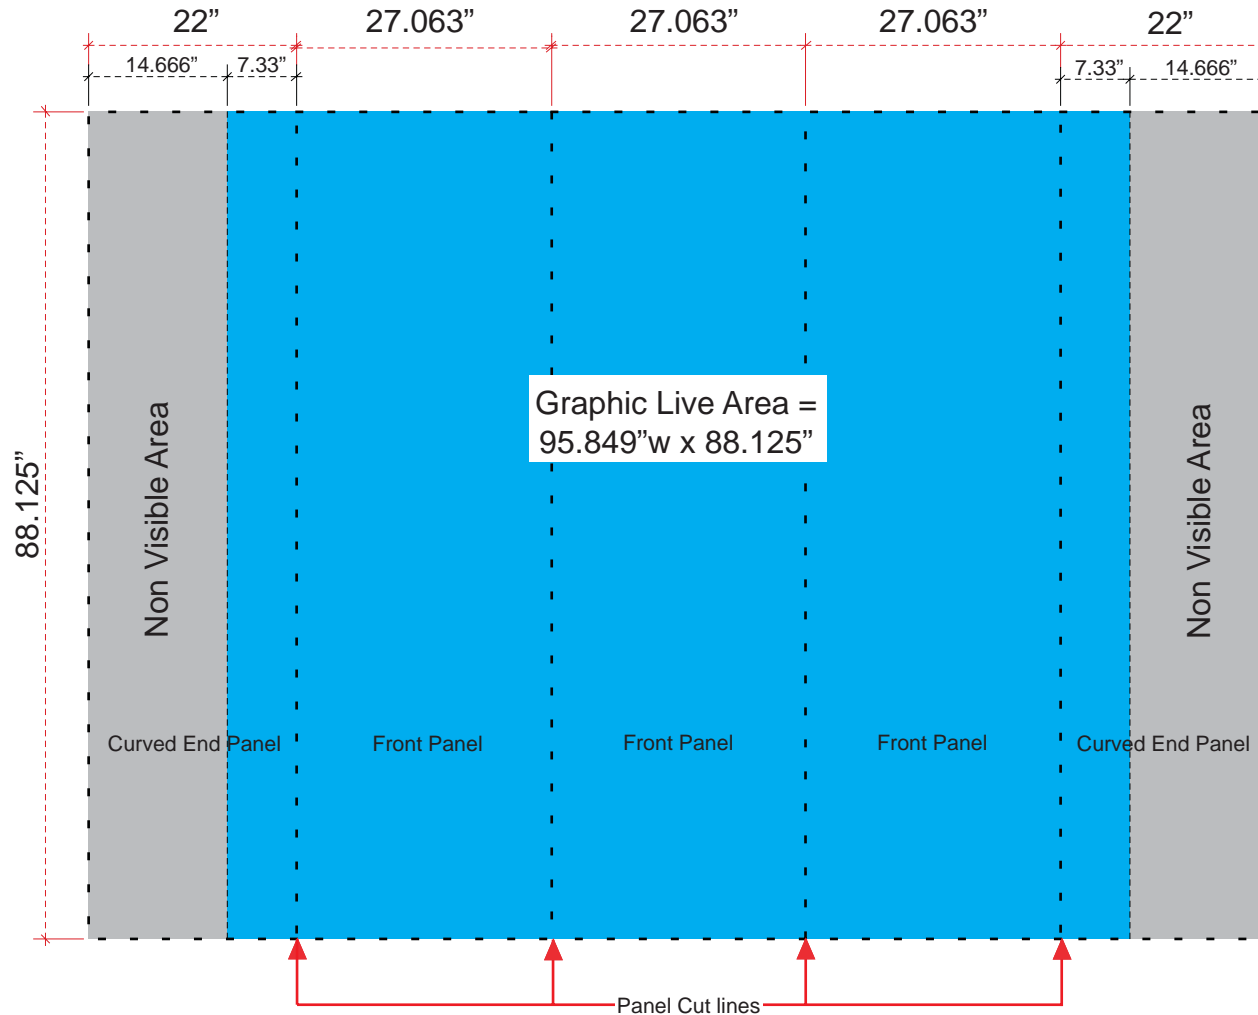 22”
27.063”
27.063”
27.063”
22”
14.666”
7.33”
7.33”
14.666”
Graphic Live Area =
95.849”w x 88.125”
88.125”
Non Visible Area
Non Visible Area
Curved End Panel
Front Panel
Front Panel
Front Panel
Curved End Panel
Panel Cut lines